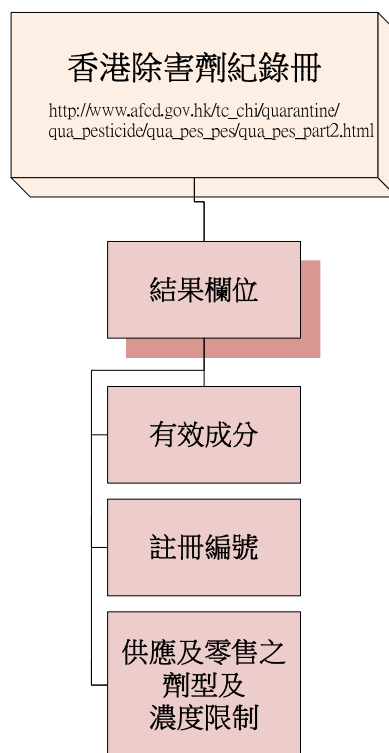 香港除害劑紀錄冊
http://www.afcd.gov.hk/tc_chi/quarantine/
qua_pesticide/qua_pes_pes/qua_pes_part2.html
結果欄位
有效成分
註冊編號
供應及零售之
劑型及
濃度限制